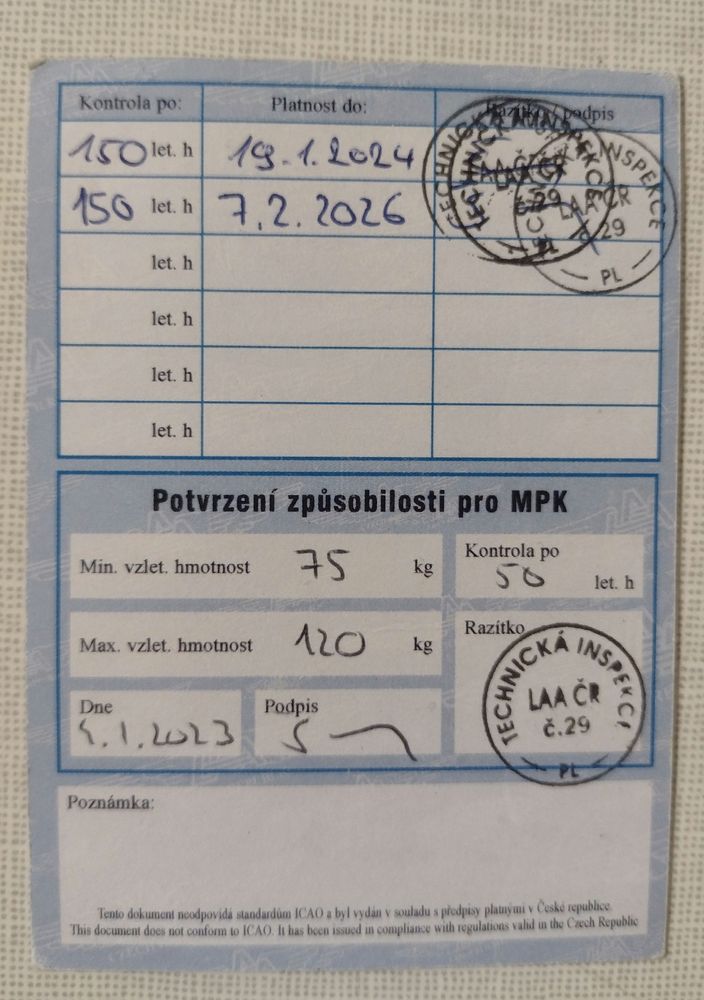 Kontrola po: Platnost do: Razítko / podpis
150 let. h 19.1.2024
150 let. h 7.2.2026
let. h
let. h
let. h
let. h
TECHNICKÁ INSPEKCE
LAA ČR
č.29
PL
Potvrzení způsobilosti pro MPK
Min. vzlet. hmotnost 75 kg
Kontrola po
50 let. h
Max. vzlet. hmotnost 120 kg
Razítko
TECHNICKÁ INSPEKCE
LAA ČR
č.29
PL
Dne
1.2023
Podpis
Poznámka:
Tento dokument neodpovídá standardům ICAO a byl vydán v souladu s předpisy platnými v České republice.
This document does not conform to ICAO. It has been issued in compliance with regulations valid in the Czech Republic